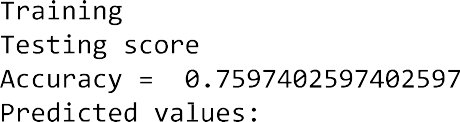 Training
Testing score
Accuracy =  0.7597402597402597
Predicted values: